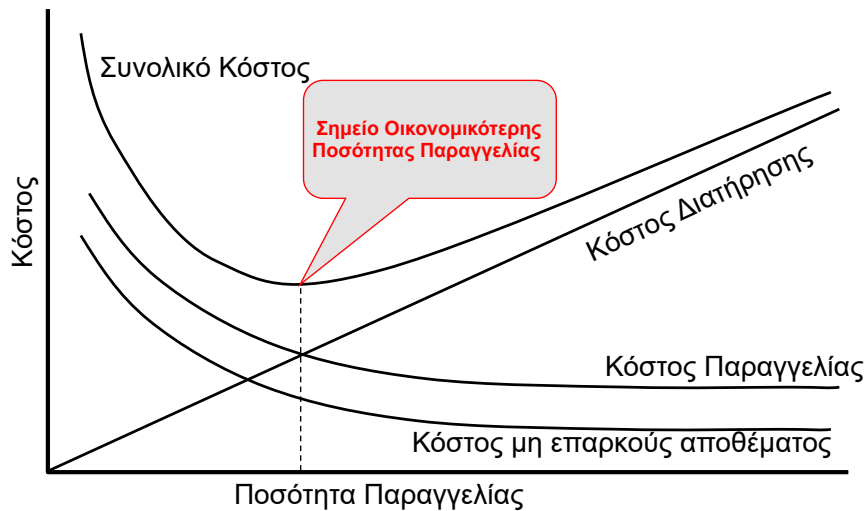 Συνολικό Κόστος
Σημείο Οικονομικότερης
Ποσότητας Παραγγελίας
Κόστος
Κόστος Διατήρησης
Κόστος Παραγγελίας
Κόστος μη επαρκούς αποθέματος
Ποσότητα Παραγγελίας